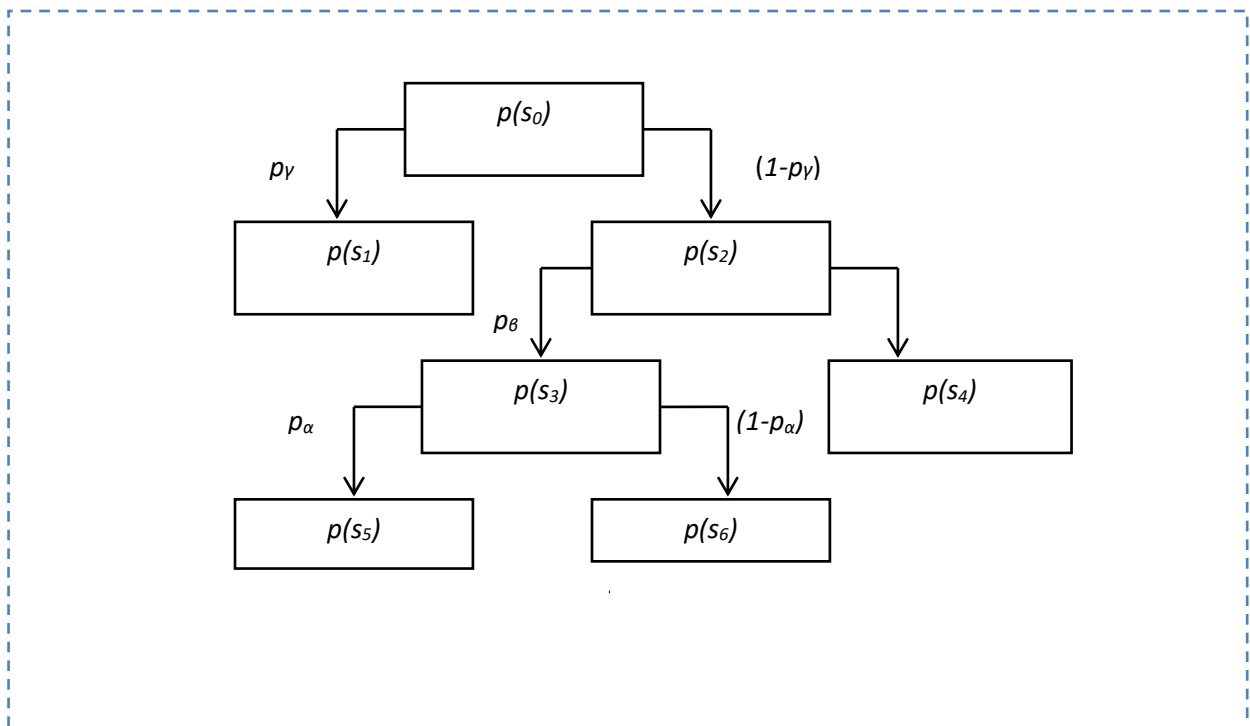 p(s₀)
pγ
(1-pγ)
p(s₁)
p(s₂)
pβ
p(s₃)
p(s₄)
pα
(1-pα)
p(s₅)
p(s₆)